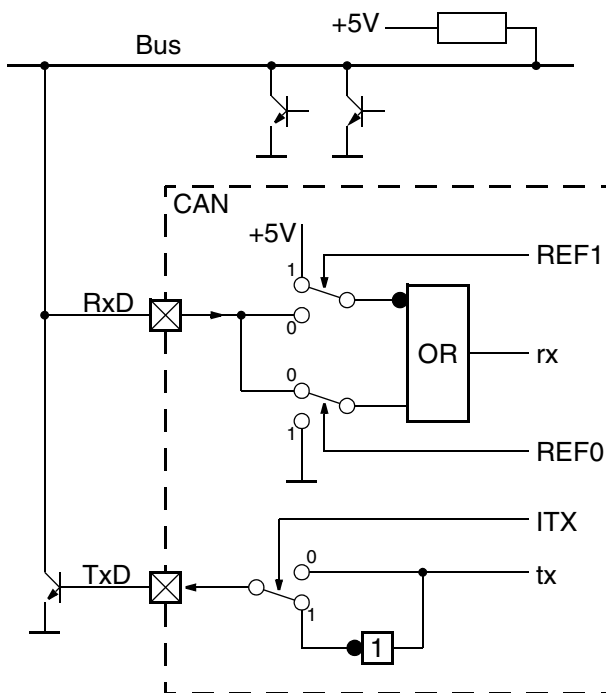 +5V
Bus
CAN
+5V
REF1
1
RxD
0
OR
rx
0
1
REF0
ITX
0
tx
TxD
1
1